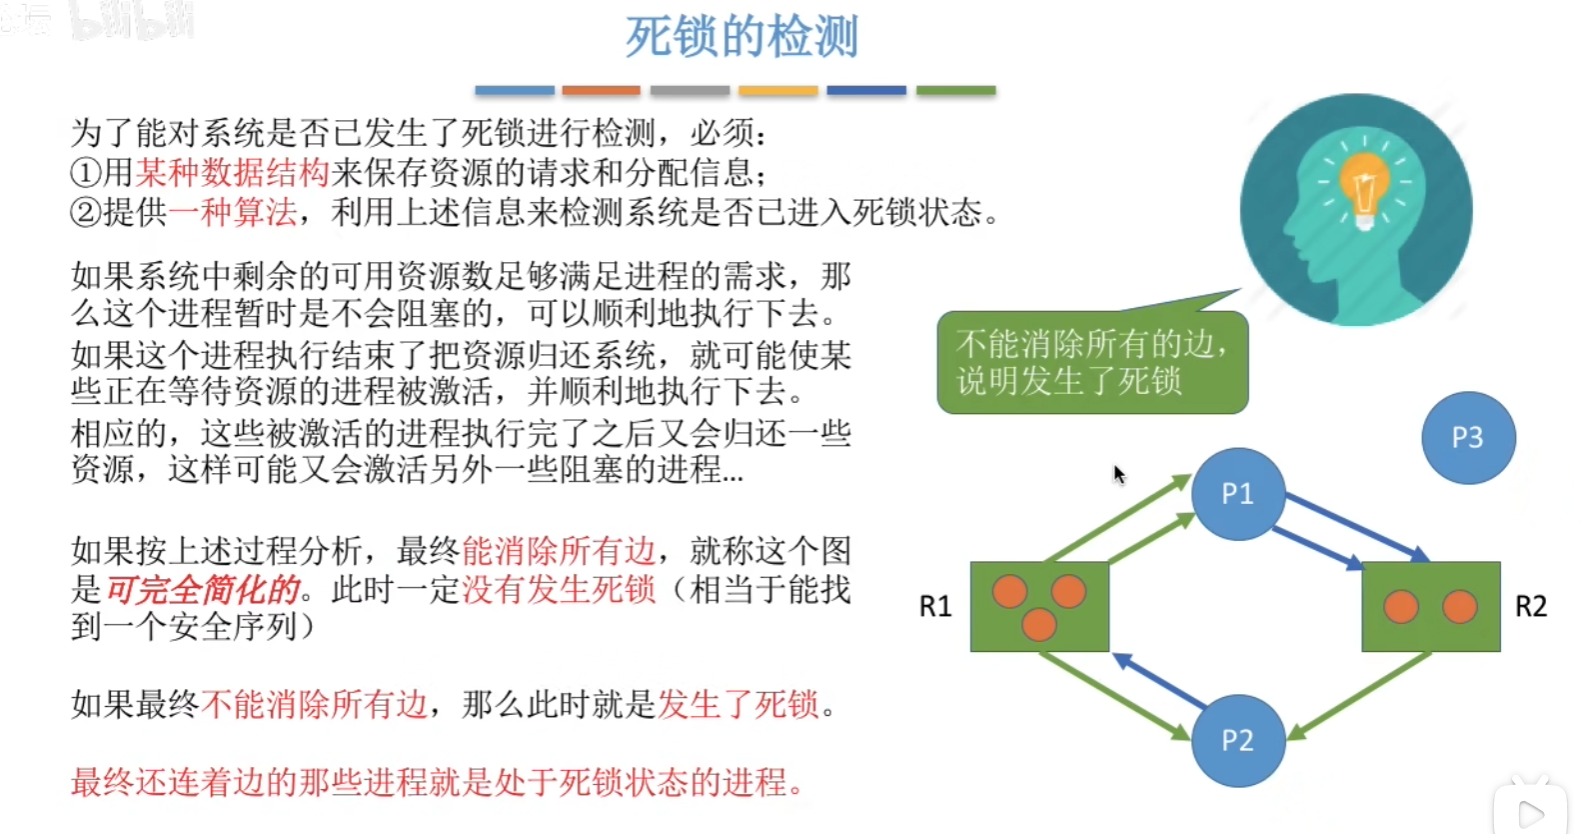 死锁的检测
为了能对系统是否已发生了死锁进行检测，必须：
①用某种数据结构来保存资源的请求和分配信息；
②提供一种算法，利用上述信息来检测系统是否已进入死锁状态。
如果系统中剩余的可用资源数足够满足进程的需求，那
么这个进程暂时是不会阻塞的，可以顺利地执行下去。
如果这个进程执行结束了把资源归还系统，就可能使某
些正在等待资源的进程被激活，并顺利地执行下去。
相应的，这些被激活的进程执行完了之后又会归还一些
资源，这样可能又会激活另外一些阻塞的进程...
如果按上述过程分析，最终能消除所有边，就称这个图
是可完全简化的。此时一定没有发生死锁（相当于能找
到一个安全序列）
如果最终不能消除所有边，那么此时就是发生了死锁。
最终还连着边的那些进程就是处于死锁状态的进程。
不能消除所有的边，
说明发生了死锁
P3
P1
R1
R2
P2